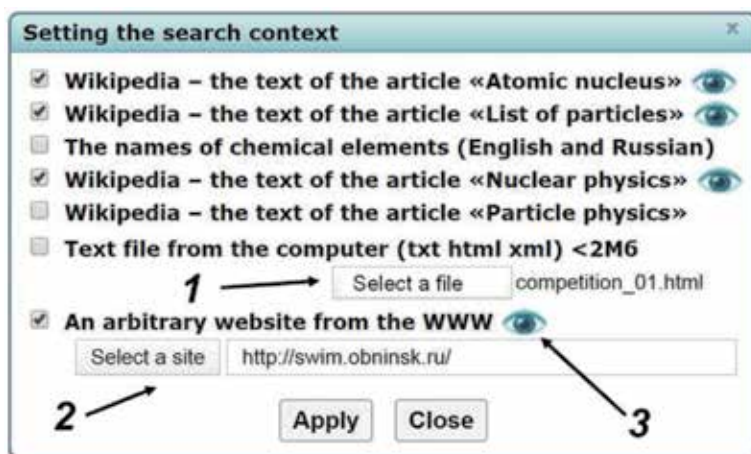 Setting the search context ×
Wikipedia – the text of the article «Atomic nucleus»
Wikipedia – the text of the article «List of particles»
The names of chemical elements (English and Russian)
Wikipedia – the text of the article «Nuclear physics»
Wikipedia – the text of the article «Particle physics»
Text file from the computer (txt html xml) <2M6
1 Select a file competition_01.html
An arbitrary website from the WWW
Select a site http://swim.obninsk.ru/
2 Apply Close 3